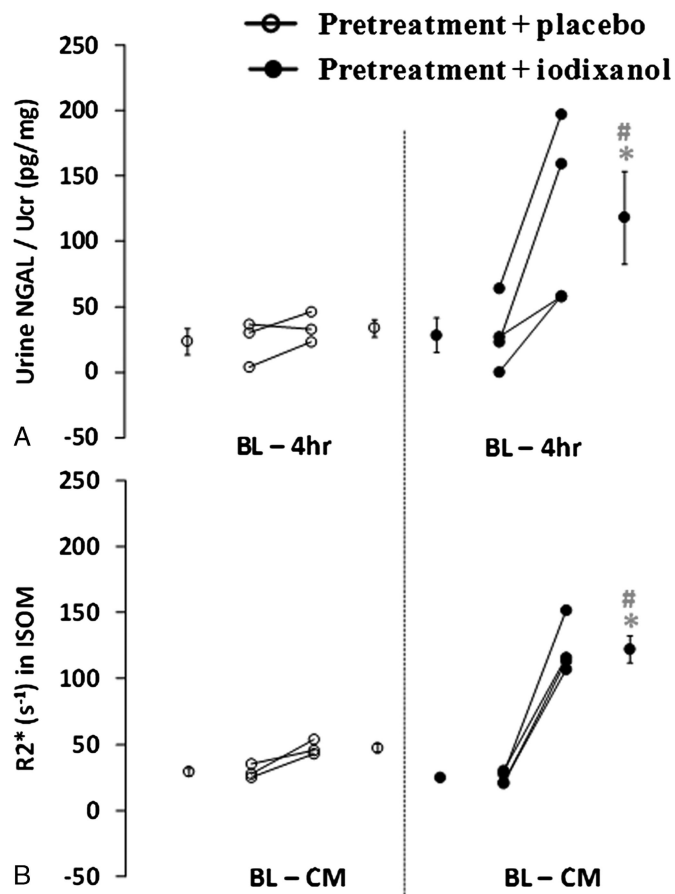 Pretreatment + placebo
Pretreatment + iodixanol
250
200
150
100
50
0
-50
Urine NGAL / Ucr (pg/mg)
#
*
A
BL – 4hr
BL – 4hr
250
200
150
100
50
0
-50
R2* (s⁻¹) in ISOM
#
*
B
BL – CM
BL – CM